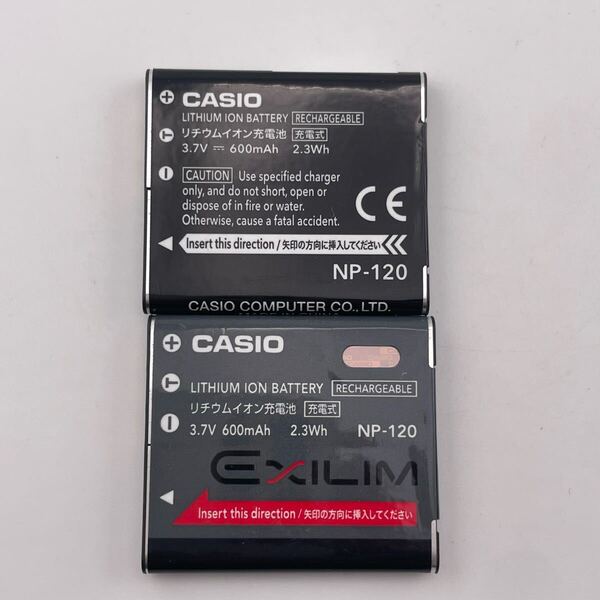 CASIO
LITHIUM ION BATTERY RECHARGEABLE
リチウムイオン充電池 充電式
3.7V 600mAh 2.3Wh
T
CAUTION Use specified charger
only, and do not short, open or
dispose of in fire or water.
Otherwise, cause a fatal accident.
CE
Insert this direction / 矢印の方向に挿入してください
NP-120
CASIO COMPUTER CO., LTD.
CASIO
LITHIUM ION BATTERY RECHARGEABLE
リチウムイオン充電池 充電式
T
3.7V 600mAh 2.3Wh NP-120
EXILIM
Insert this direction / 矢印の方向に挿入してください